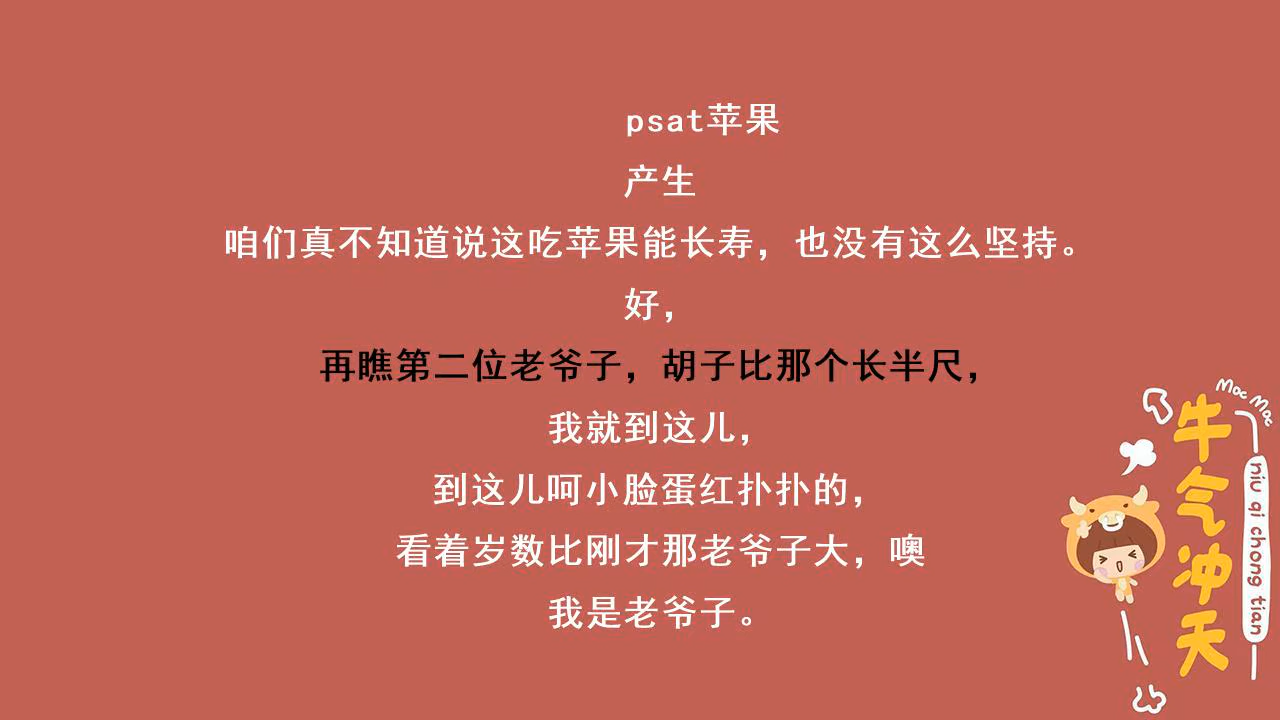 psat苹果
产生
咱们真不知道说这吃苹果能长寿，也没有这么坚持。
好，
再瞧第二位老爷子，胡子比那个长半尺，
我就到这儿，
到这儿呵小脸蛋红扑扑的，
看着岁数比刚才那老爷子大，噢
我是老爷子。
Moc Moc
牛气冲天
niu qi chong tian